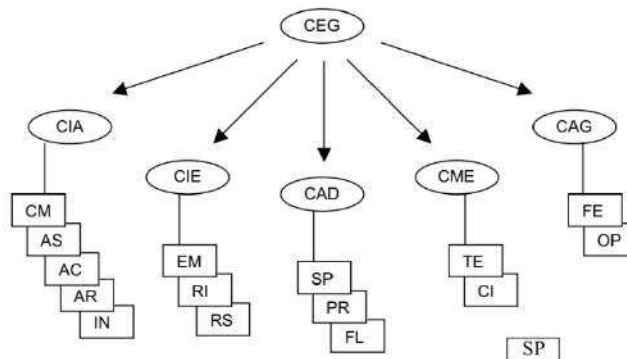 CEG
CIA
CIE
CAD
CME
CAG
CM
AS
AC
AR
IN
EM
RI
RS
SP
PR
FL
TE
CI
FE
OP
SP